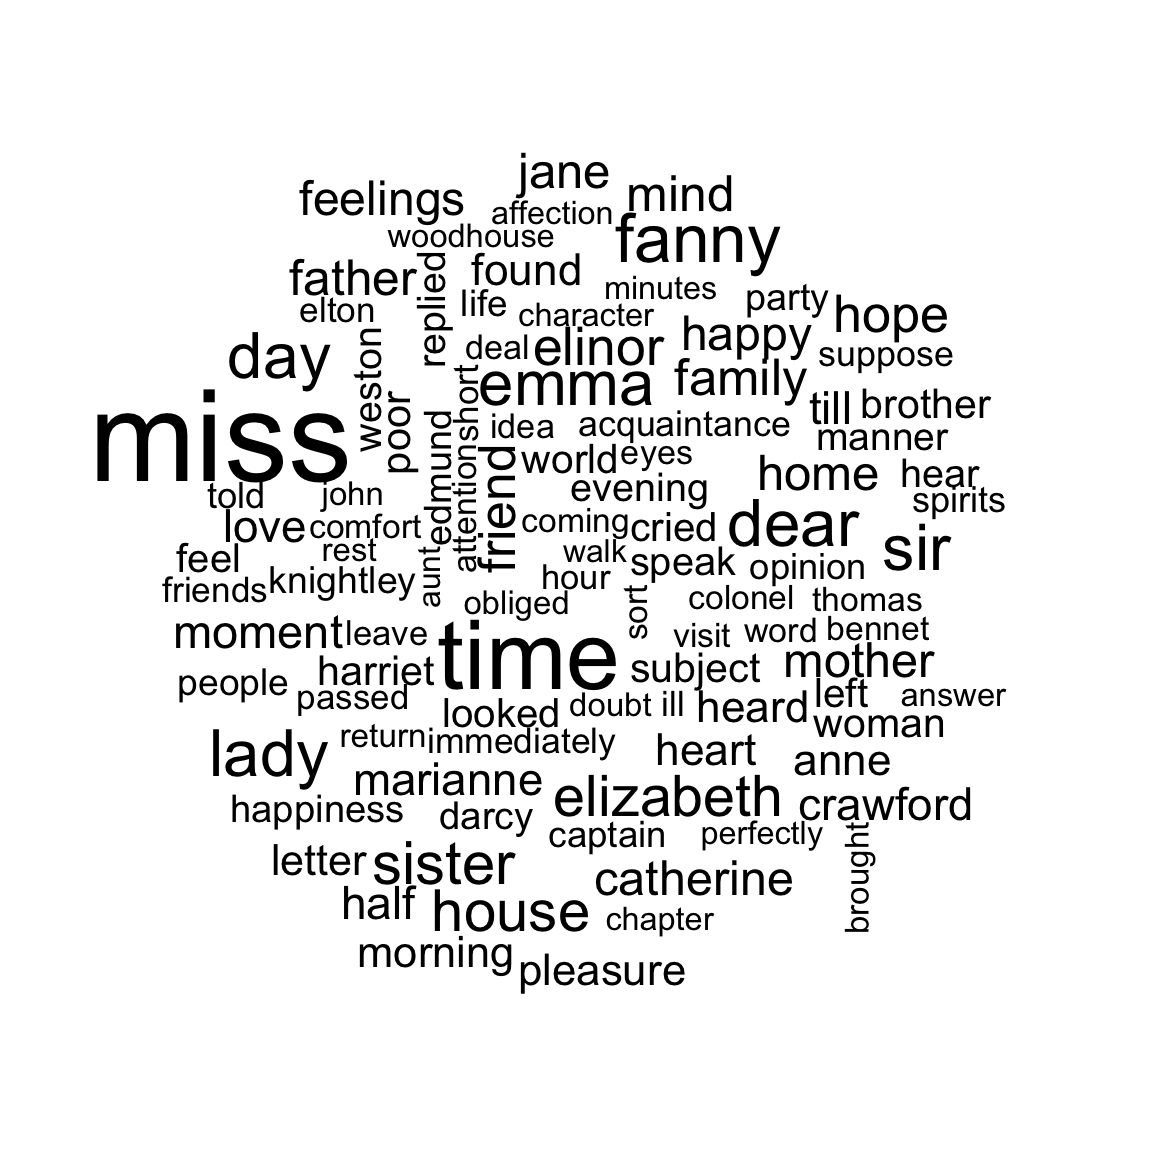 jane
feelings
mind
affection
woodhouse
fanny
father
replied
found
minutes
party
elton
life
character
hope
day
weston
deal
elinor
happy
suppose
miss
poor
short
emma
family
till
brother
edmund
idea
acquaintance
manner
attention
friend
world
eyes
home
hear
told
john
evening
spirits
love
comfort
coming
cried
dear
sir
feel
rest
aunt
walk
speak
opinion
friends
knightley
hour
obliged
sort
colonel
thomas
moment
leave
time
visit
word
bennet
people
harriet
subject
mother
passed
looked
doubt
ill
heard
left
answer
woman
lady
return
immediately
heart
anne
marianne
elizabeth
crawford
happiness
darcy
captain
perfectly
brought
letter
sister
catherine
half
house
chapter
morning
pleasure